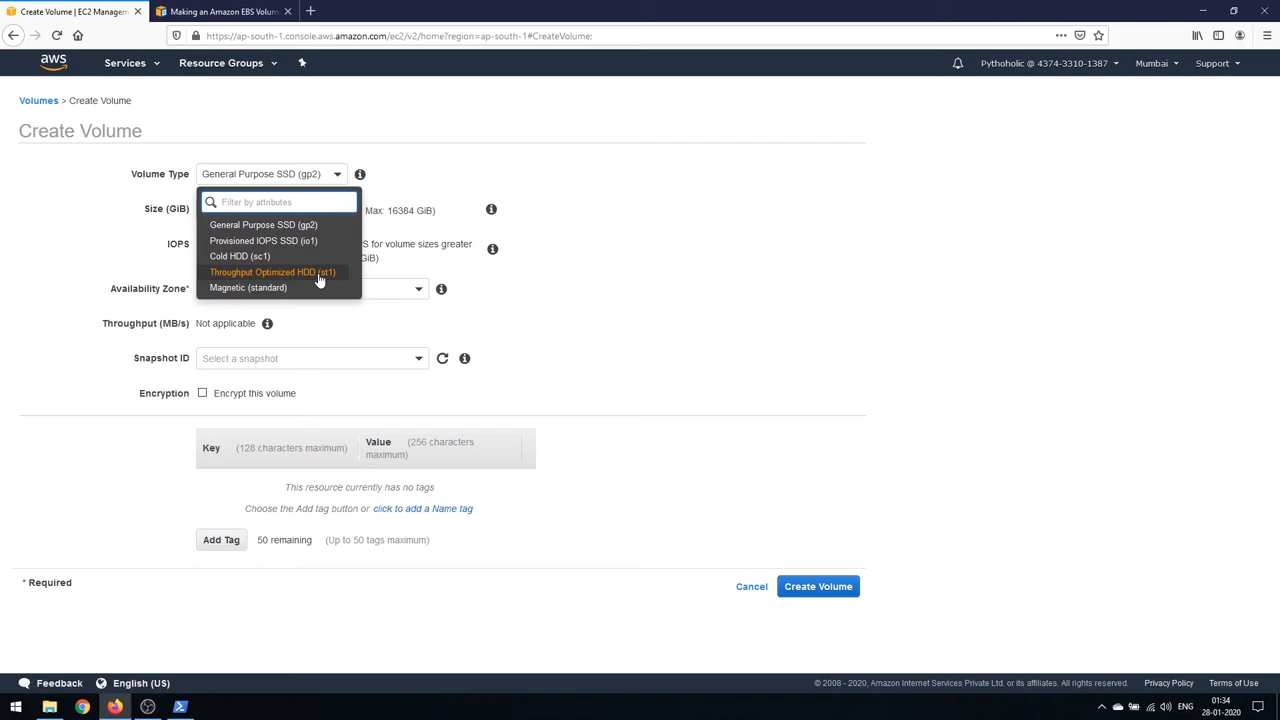 Create Volume | EC2 Managem
Making an Amazon EBS Volum
https://ap-south-1.console.aws.amazon.com/ec2/v2/home?region=ap-south-1#CreateVolume:
aws
Services
Resource Groups
Pythoholic @ 4374-3310-1387
Mumbai
Support
Volumes > Create Volume
Create Volume
Volume Type
General Purpose SSD (gp2)
Filter by attributes
General Purpose SSD (gp2)
Provisioned IOPS SSD (io1)
Cold HDD (sc1)
Throughput Optimized HDD (st1)
Magnetic (standard)
Size (GiB)
Max: 16384 GiB)
IOPS
S for volume sizes greater
GiB)
Availability Zone*
Throughput (MB/s)
Not applicable
Snapshot ID
Select a snapshot
Encryption
Encrypt this volume
Key
(128 characters maximum)
Value
(256 characters
maximum)
This resource currently has no tags
Choose the Add tag button or click to add a Name tag
Add Tag
50 remaining
(Up to 50 tags maximum)
* Required
Cancel
Create Volume
Feedback
English (US)
© 2008 - 2020, Amazon Internet Services Private Ltd. or its affiliates. All rights reserved.
Privacy Policy
Terms of Use
ENG
01:34
28-01-2020